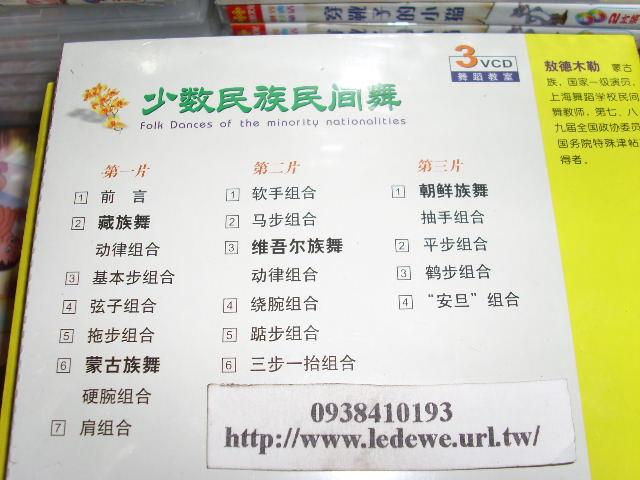 穿靴子的小猫
3VCD
舞蹈教室
少数民族民间舞
Folk Dances of the minority nationalities
第一片
1 前 言
2 藏族舞
动律组合
3 基本步组合
4 弦子组合
5 拖步组合
6 蒙古族舞
硬腕组合
7 肩组合
第二片
1 软手组合
2 马步组合
3 维吾尔族舞
动律组合
4 绕腕组合
5 踮步组合
6 三步一抬组合
第三片
1 朝鲜族舞
抽手组合
2 平步组合
3 鹤步组合
4 “安旦”组合
敖德木勒 蒙古
族，国家一级演员，
上海舞蹈学校民间
舞教师，第七、八
九届全国政协委员
国务院特殊津帖
得者。
0938410193
http://www.ledewe.url.tw/